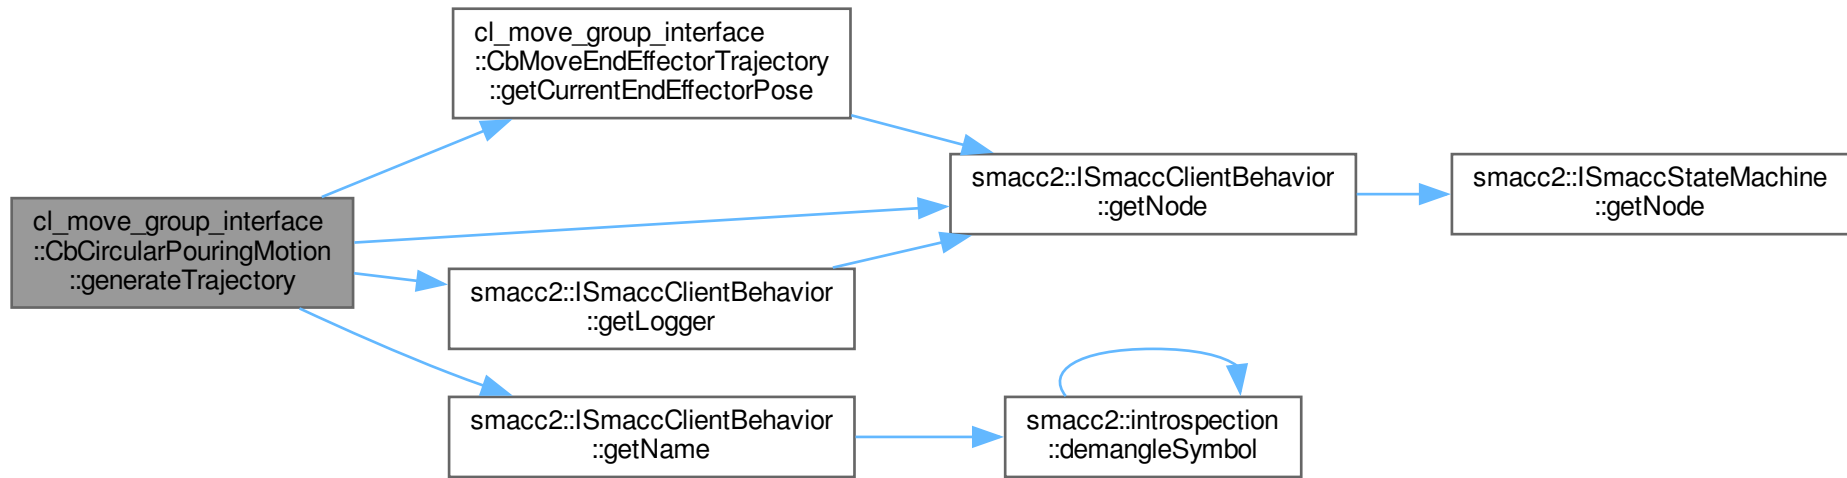 cl_move_group_interface
::CbMoveEndEffectorTrajectory
::getCurrentEndEffectorPose
smacc2::ISmaccClientBehavior
::getNode
smacc2::ISmaccStateMachine
::getNode
cl_move_group_interface
::CbCircularPouringMotion
::generateTrajectory
smacc2::ISmaccClientBehavior
::getLogger
smacc2::ISmaccClientBehavior
::getName
smacc2::introspection
::demangleSymbol